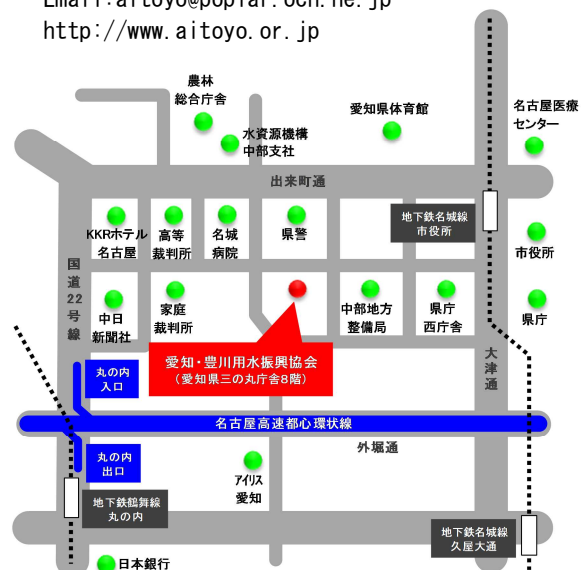 Email:aitoyo@poplar.ocn.ne.jp
http://www.aitoyo.or.jp
農林
総合庁舎
水資源機構
中部支社
愛知県体育館
名古屋医療
センター
出来町通
地下鉄名城線
市役所
KKRホテル
名古屋
高等
裁判所
名城
病院
県警
市役所
国道22号線
中日
新聞社
家庭
裁判所
中部地方
整備局
県庁
西庁舎
県庁
愛知・豊川用水振興協会
(愛知県三の丸庁舎8階)
大津通
丸の内
入口
名古屋高速都心環状線
外堀通
丸の内
出口
アイリス
愛知
地下鉄鶴舞線
丸の内
地下鉄名城線
久屋大通
日本銀行